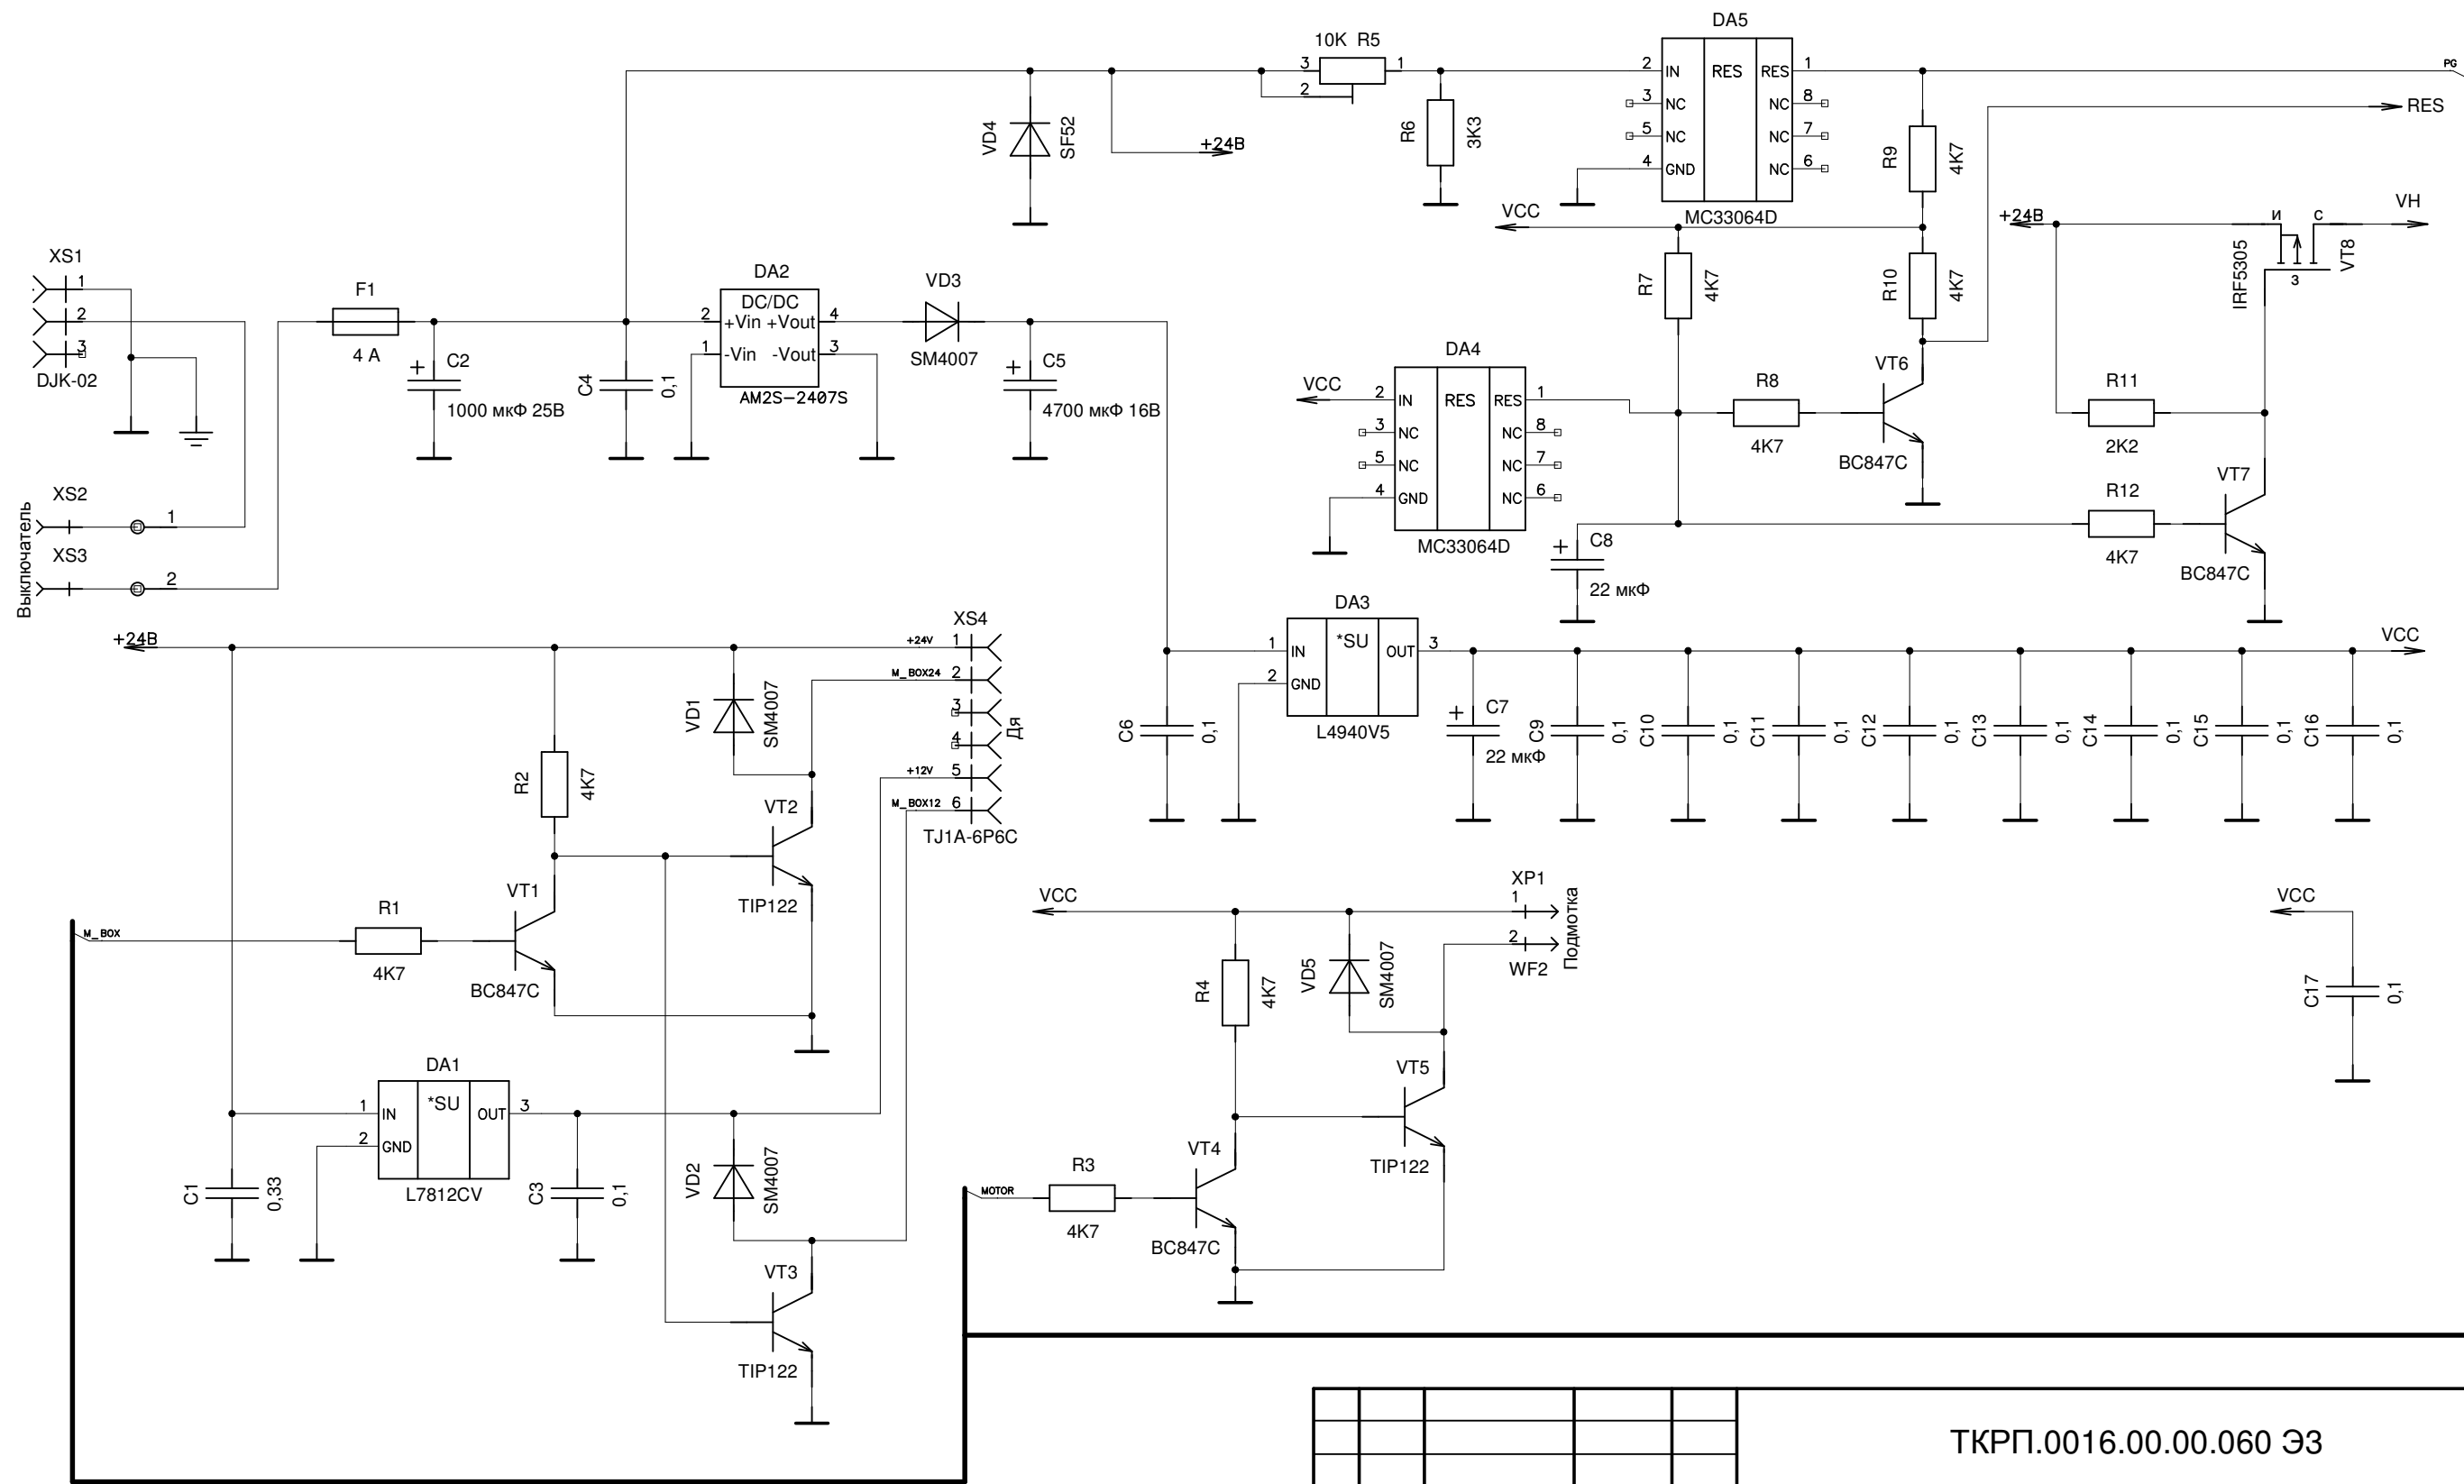 DA5
10K R5
3
1
2
2 IN RES RES 1
3 NC NC 8
5 NC NC 7
4 GND NC 6
MC33064D
PG
RES
VD4
SF52
+24В
R6
3K3
R9
4K7
VCC
+24В
И
С
VH
IRF5305
VT8
З
XS1
1
2
3
DJK-02
F1
4 А
C2
1000 мкФ 25В
C4
0,1
DA2
DC/DC
2 +Vin +Vout 4
1 -Vin -Vout 3
AM2S-2407S
VD3
SM4007
C5
4700 мкФ 16В
R7
4K7
R10
4K7
DA4
VCC
2 IN RES RES 1
3 NC NC 8
5 NC NC 7
4 GND NC 6
MC33064D
R8
4K7
VT6
BC847C
R11
2K2
VT7
R12
4K7
BC847C
C8
22 мкФ
Выключатель
XS2
1
XS3
2
+24В
XS4
+24V 1
M_BOX24 2
3
4
+12V 5
M_BOX12 6
Дя
TJ1A-6P6C
VD1
SM4007
R2
4K7
VT2
TIP122
VT1
M_BOX
R1
4K7
BC847C
DA3
1 IN *SU OUT 3
2 GND
L4940V5
VCC
C6
0,1
C7
22 мкФ
C9
0,1
C10
0,1
C11
0,1
C12
0,1
C13
0,1
C14
0,1
C15
0,1
C16
0,1
VCC
XP1
1
2
WF2
Подмотка
R4
4K7
VD5
SM4007
VT5
TIP122
VT4
MOTOR
R3
4K7
BC847C
VCC
C17
0,1
DA1
1 IN *SU OUT 3
2 GND
L7812CV
C1
0,33
C3
0,1
VD2
SM4007
VT3
TIP122
ТКРП.0016.00.00.060 Э3